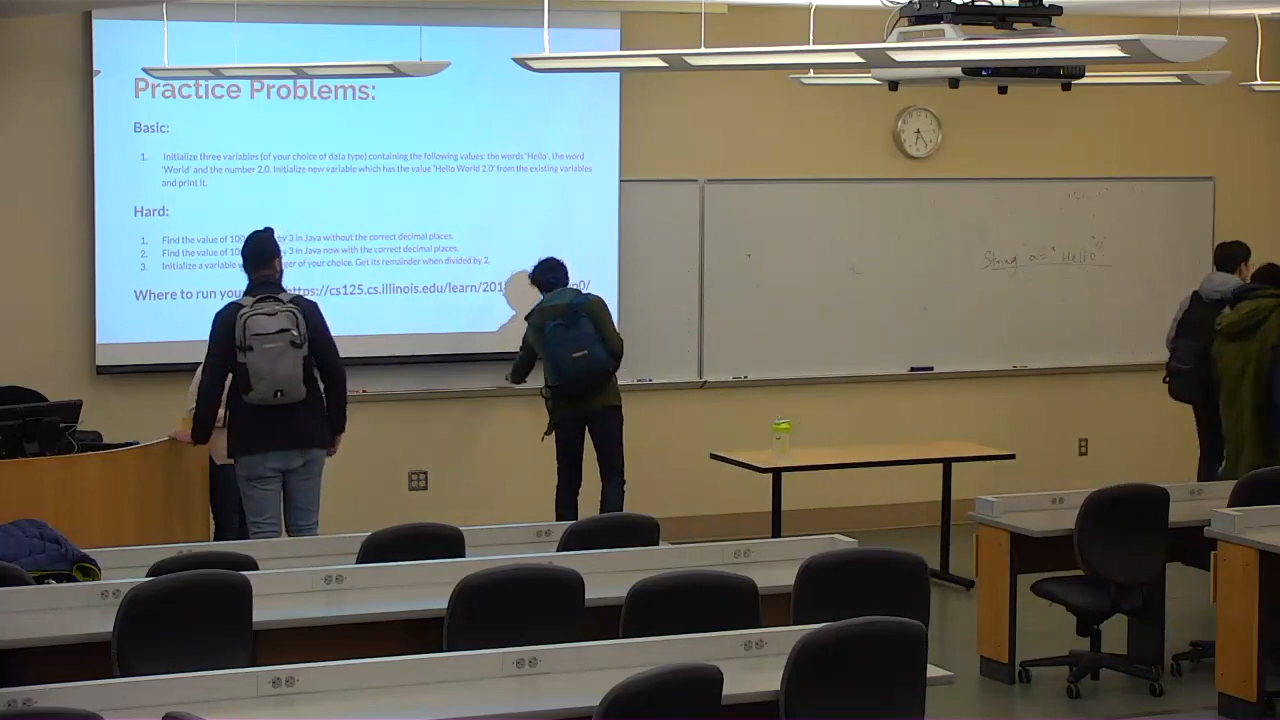 Practice Problems:
Basic:
1. Initialize three variables (of your choice of data type) containing the following values: the words 'Hello', the word
'World' and the number 2.0. Initialize new variable which has the value 'Hello World 2.0' from the existing variables
and print it.
Hard:
1. Find the value of 10 by 3 in Java without the correct decimal places.
2. Find the value of 10 3 in Java now with the correct decimal places.
3. Initialize a variable of your choice. Get its remainder when divided by 2.
Where to run your https://cs125.cs.illinois.edu/learn/201
String a = "Hello"